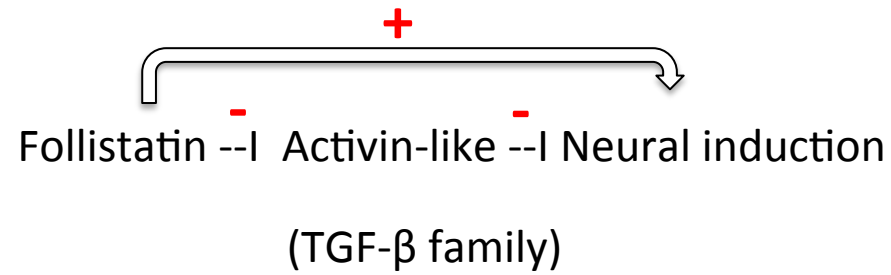 +
- -
Follistatin --I Activin-like --I Neural induction
(TGF-β family)